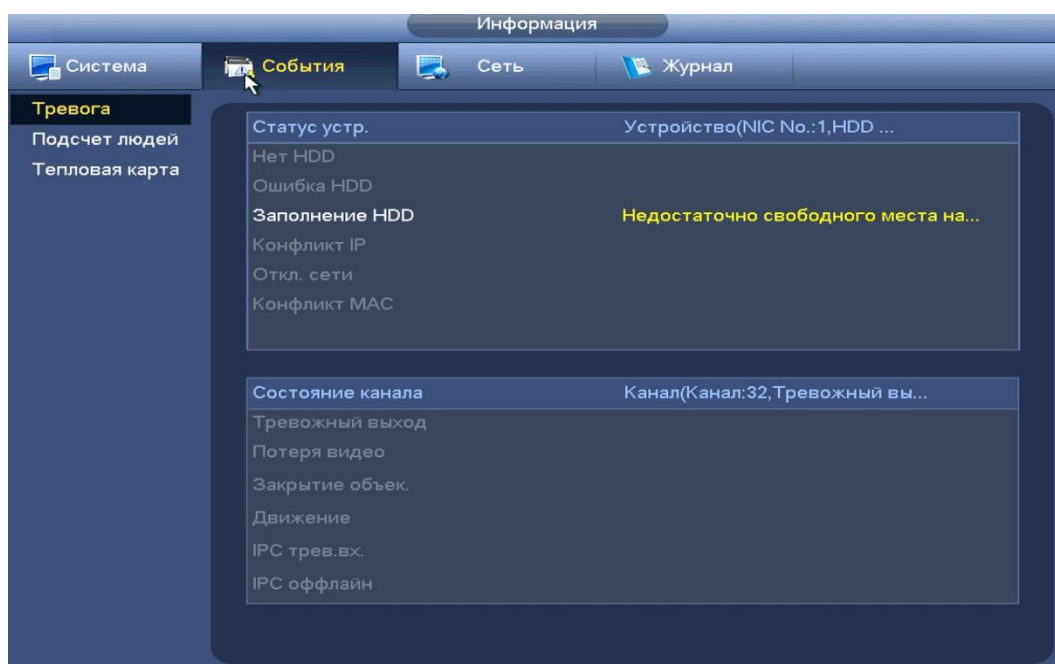 Информация
Система События Сеть Журнал
Тревога
Подсчет людей
Тепловая карта
Статус устр. Устройство(NIC No.:1,HDD ...
Нет HDD
Ошибка HDD
Заполнение HDD Недостаточно свободного места на...
Конфликт IP
Откл. сети
Конфликт MAC
Состояние канала Канал(Канал:32,Тревожный вы...
Тревожный выход
Потеря видео
Закрытие объек.
Движение
IPC трев.вх.
IPC оффлайн